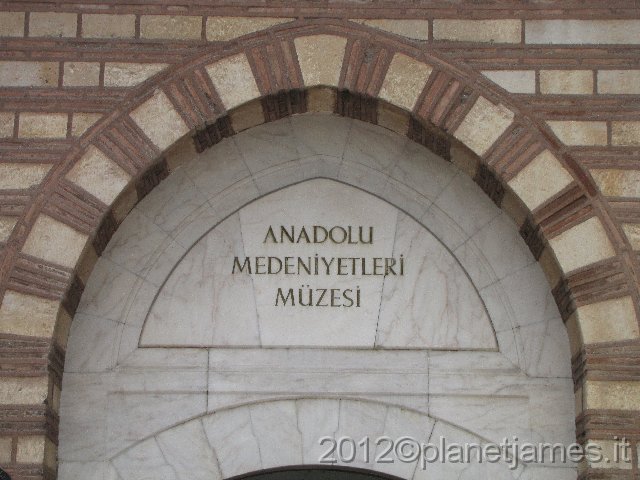 ANADOLU
MEDENİYETLERİ
MÜZESİ
2012©planetjames.it